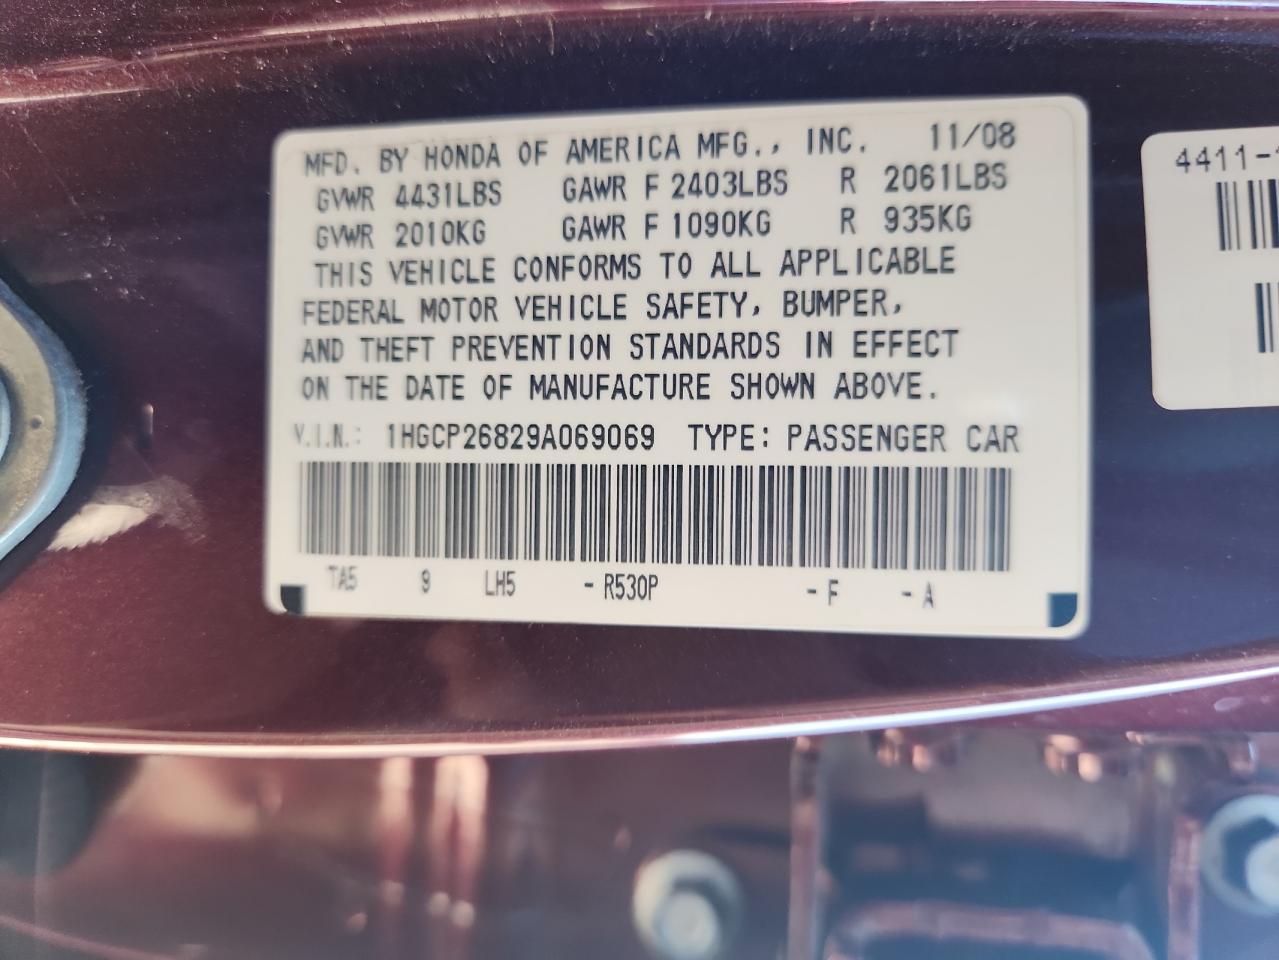 MFD. BY HONDA OF AMERICA MFG., INC. 11/08
GVWR 4431LBS GAWR F 2403LBS R 2061LBS
GVWR 2010KG GAWR F 1090KG R 935KG
THIS VEHICLE CONFORMS TO ALL APPLICABLE
FEDERAL MOTOR VEHICLE SAFETY, BUMPER,
AND THEFT PREVENTION STANDARDS IN EFFECT
ON THE DATE OF MANUFACTURE SHOWN ABOVE.
V.I.N.: 1HGCP26829A069069 TYPE: PASSENGER CAR
TA5 9 LH5 -R530P -F -A
4411-